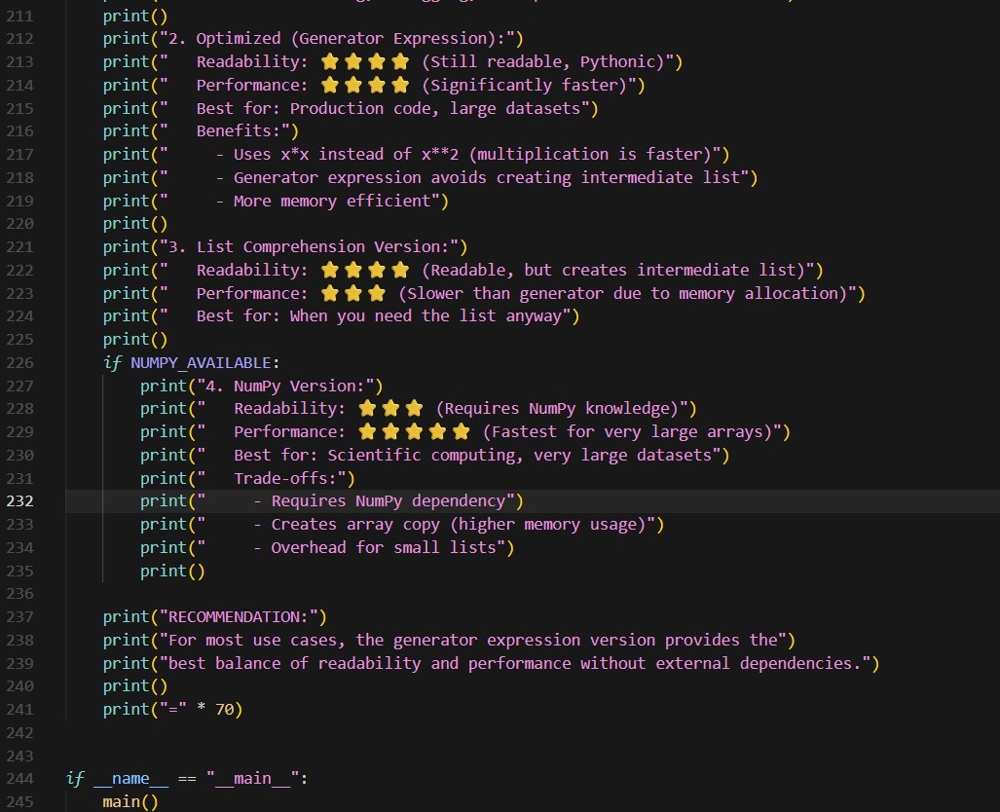 211 print()
212 print("2. Optimized (Generator Expression):")
213 print("   Readability: ⭐⭐⭐⭐ (Still readable, Pythonic)")
214 print("   Performance: ⭐⭐⭐⭐ (Significantly faster)")
215 print("   Best for: Production code, large datasets")
216 print("   Benefits:")
217 print("     - Uses x*x instead of x**2 (multiplication is faster)")
218 print("     - Generator expression avoids creating intermediate list")
219 print("     - More memory efficient")
220 print()
221 print("3. List Comprehension Version:")
222 print("   Readability: ⭐⭐⭐⭐ (Readable, but creates intermediate list)")
223 print("   Performance: ⭐⭐⭐ (Slower than generator due to memory allocation)")
224 print("   Best for: When you need the list anyway")
225 print()
226 if NUMPY_AVAILABLE:
227     print("4. NumPy Version:")
228     print("   Readability: ⭐⭐⭐ (Requires NumPy knowledge)")
229     print("   Performance: ⭐⭐⭐⭐⭐ (Fastest for very large arrays)")
230     print("   Best for: Scientific computing, very large datasets")
231     print("   Trade-offs:")
232     print("     - Requires NumPy dependency")
233     print("     - Creates array copy (higher memory usage)")
234     print("     - Overhead for small lists")
235     print()
236
237 print("RECOMMENDATION:")
238 print("For most use cases, the generator expression version provides the")
239 print("best balance of readability and performance without external dependencies.")
240 print()
241 print("=" * 70)
242
243
244 if __name__ == "__main__":
245     main()